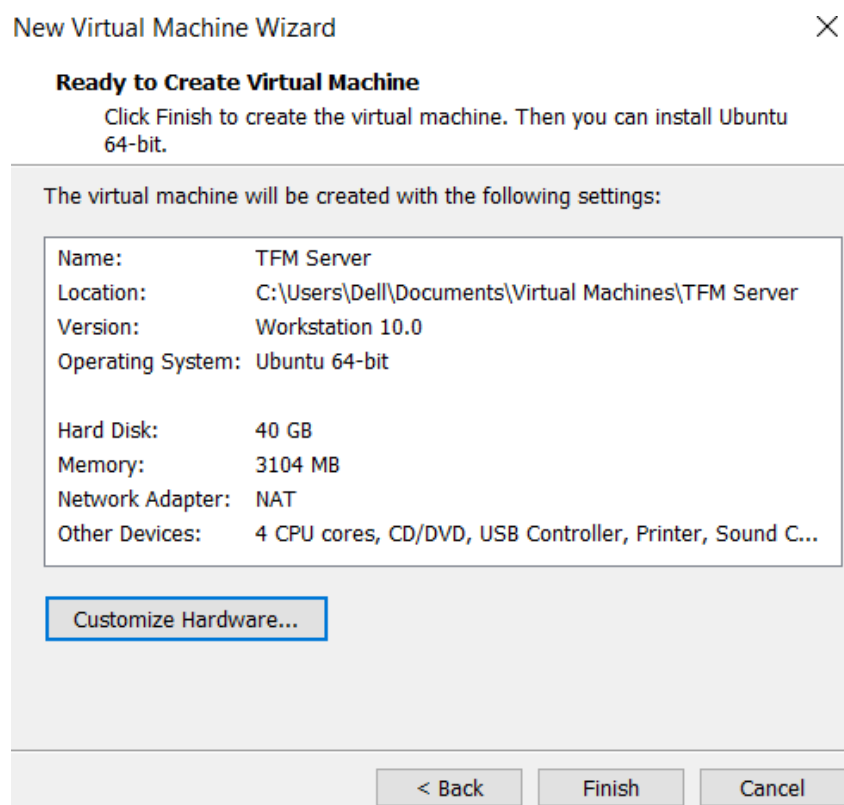 New Virtual Machine Wizard
Ready to Create Virtual Machine
Click Finish to create the virtual machine. Then you can install Ubuntu
64-bit.
The virtual machine will be created with the following settings:
Name: TFM Server
Location: C:\Users\Dell\Documents\Virtual Machines\TFM Server
Version: Workstation 10.0
Operating System: Ubuntu 64-bit
Hard Disk: 40 GB
Memory: 3104 MB
Network Adapter: NAT
Other Devices: 4 CPU cores, CD/DVD, USB Controller, Printer, Sound C...
Customize Hardware...
< Back Finish Cancel